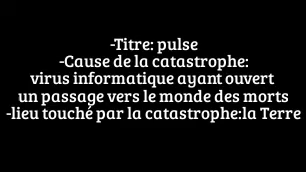 -Titre: pulse
-Cause de la catastrophe:
virus informatique ayant ouvert
un passage vers le monde des morts
-lieu touché par la catastrophe:la Terre